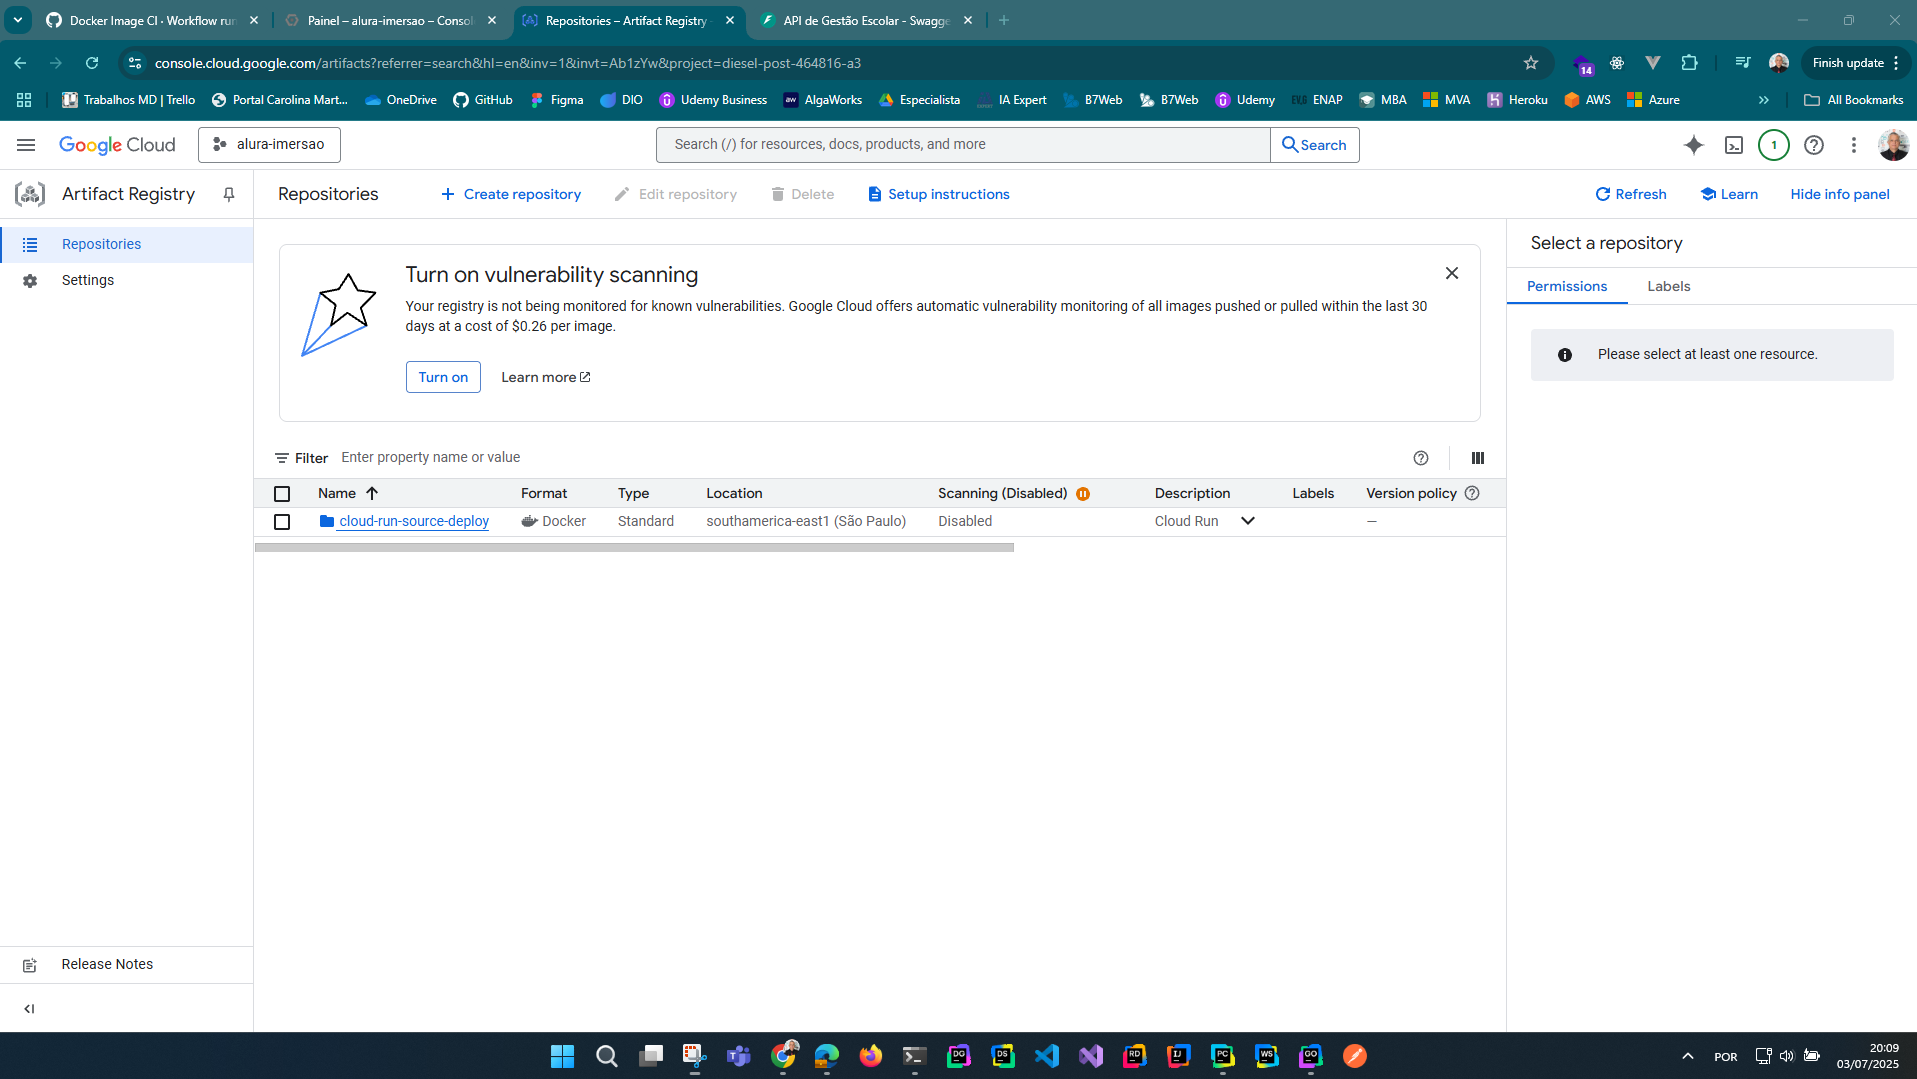 Docker Image CI · Workflow run
Painel – alura-imersao – Consol
Repositories – Artifact Registry
API de Gestão Escolar - Swagge
console.cloud.google.com/artifacts?referrer=search&hl=en&inv=1&invt=Ab1zYw&project=diesel-post-464816-a3
14
Finish update
Trabalhos MD | Trello
Portal Carolina Mart...
OneDrive
GitHub
Figma
DIO
Udemy Business
AlgaWorks
Especialista
IA Expert
B7Web
B7Web
Udemy
ENAP
MBA
MVA
Heroku
AWS
Azure
All Bookmarks
Google Cloud
alura-imersao
Search (/) for resources, docs, products, and more
Search
1
Artifact Registry
Repositories
Create repository
Edit repository
Delete
Setup instructions
Refresh
Learn
Hide info panel
Repositories
Settings
Turn on vulnerability scanning
Your registry is not being monitored for known vulnerabilities. Google Cloud offers automatic vulnerability monitoring of all images pushed or pulled within the last 30
days at a cost of $0.26 per image.
Turn on
Learn more
Select a repository
Permissions
Labels
Please select at least one resource.
Filter
Enter property name or value
Name
Format
Type
Location
Scanning (Disabled)
Description
Labels
Version policy
cloud-run-source-deploy
Docker
Standard
southamerica-east1 (São Paulo)
Disabled
Cloud Run
—
Release Notes
POR
20:09
03/07/2025